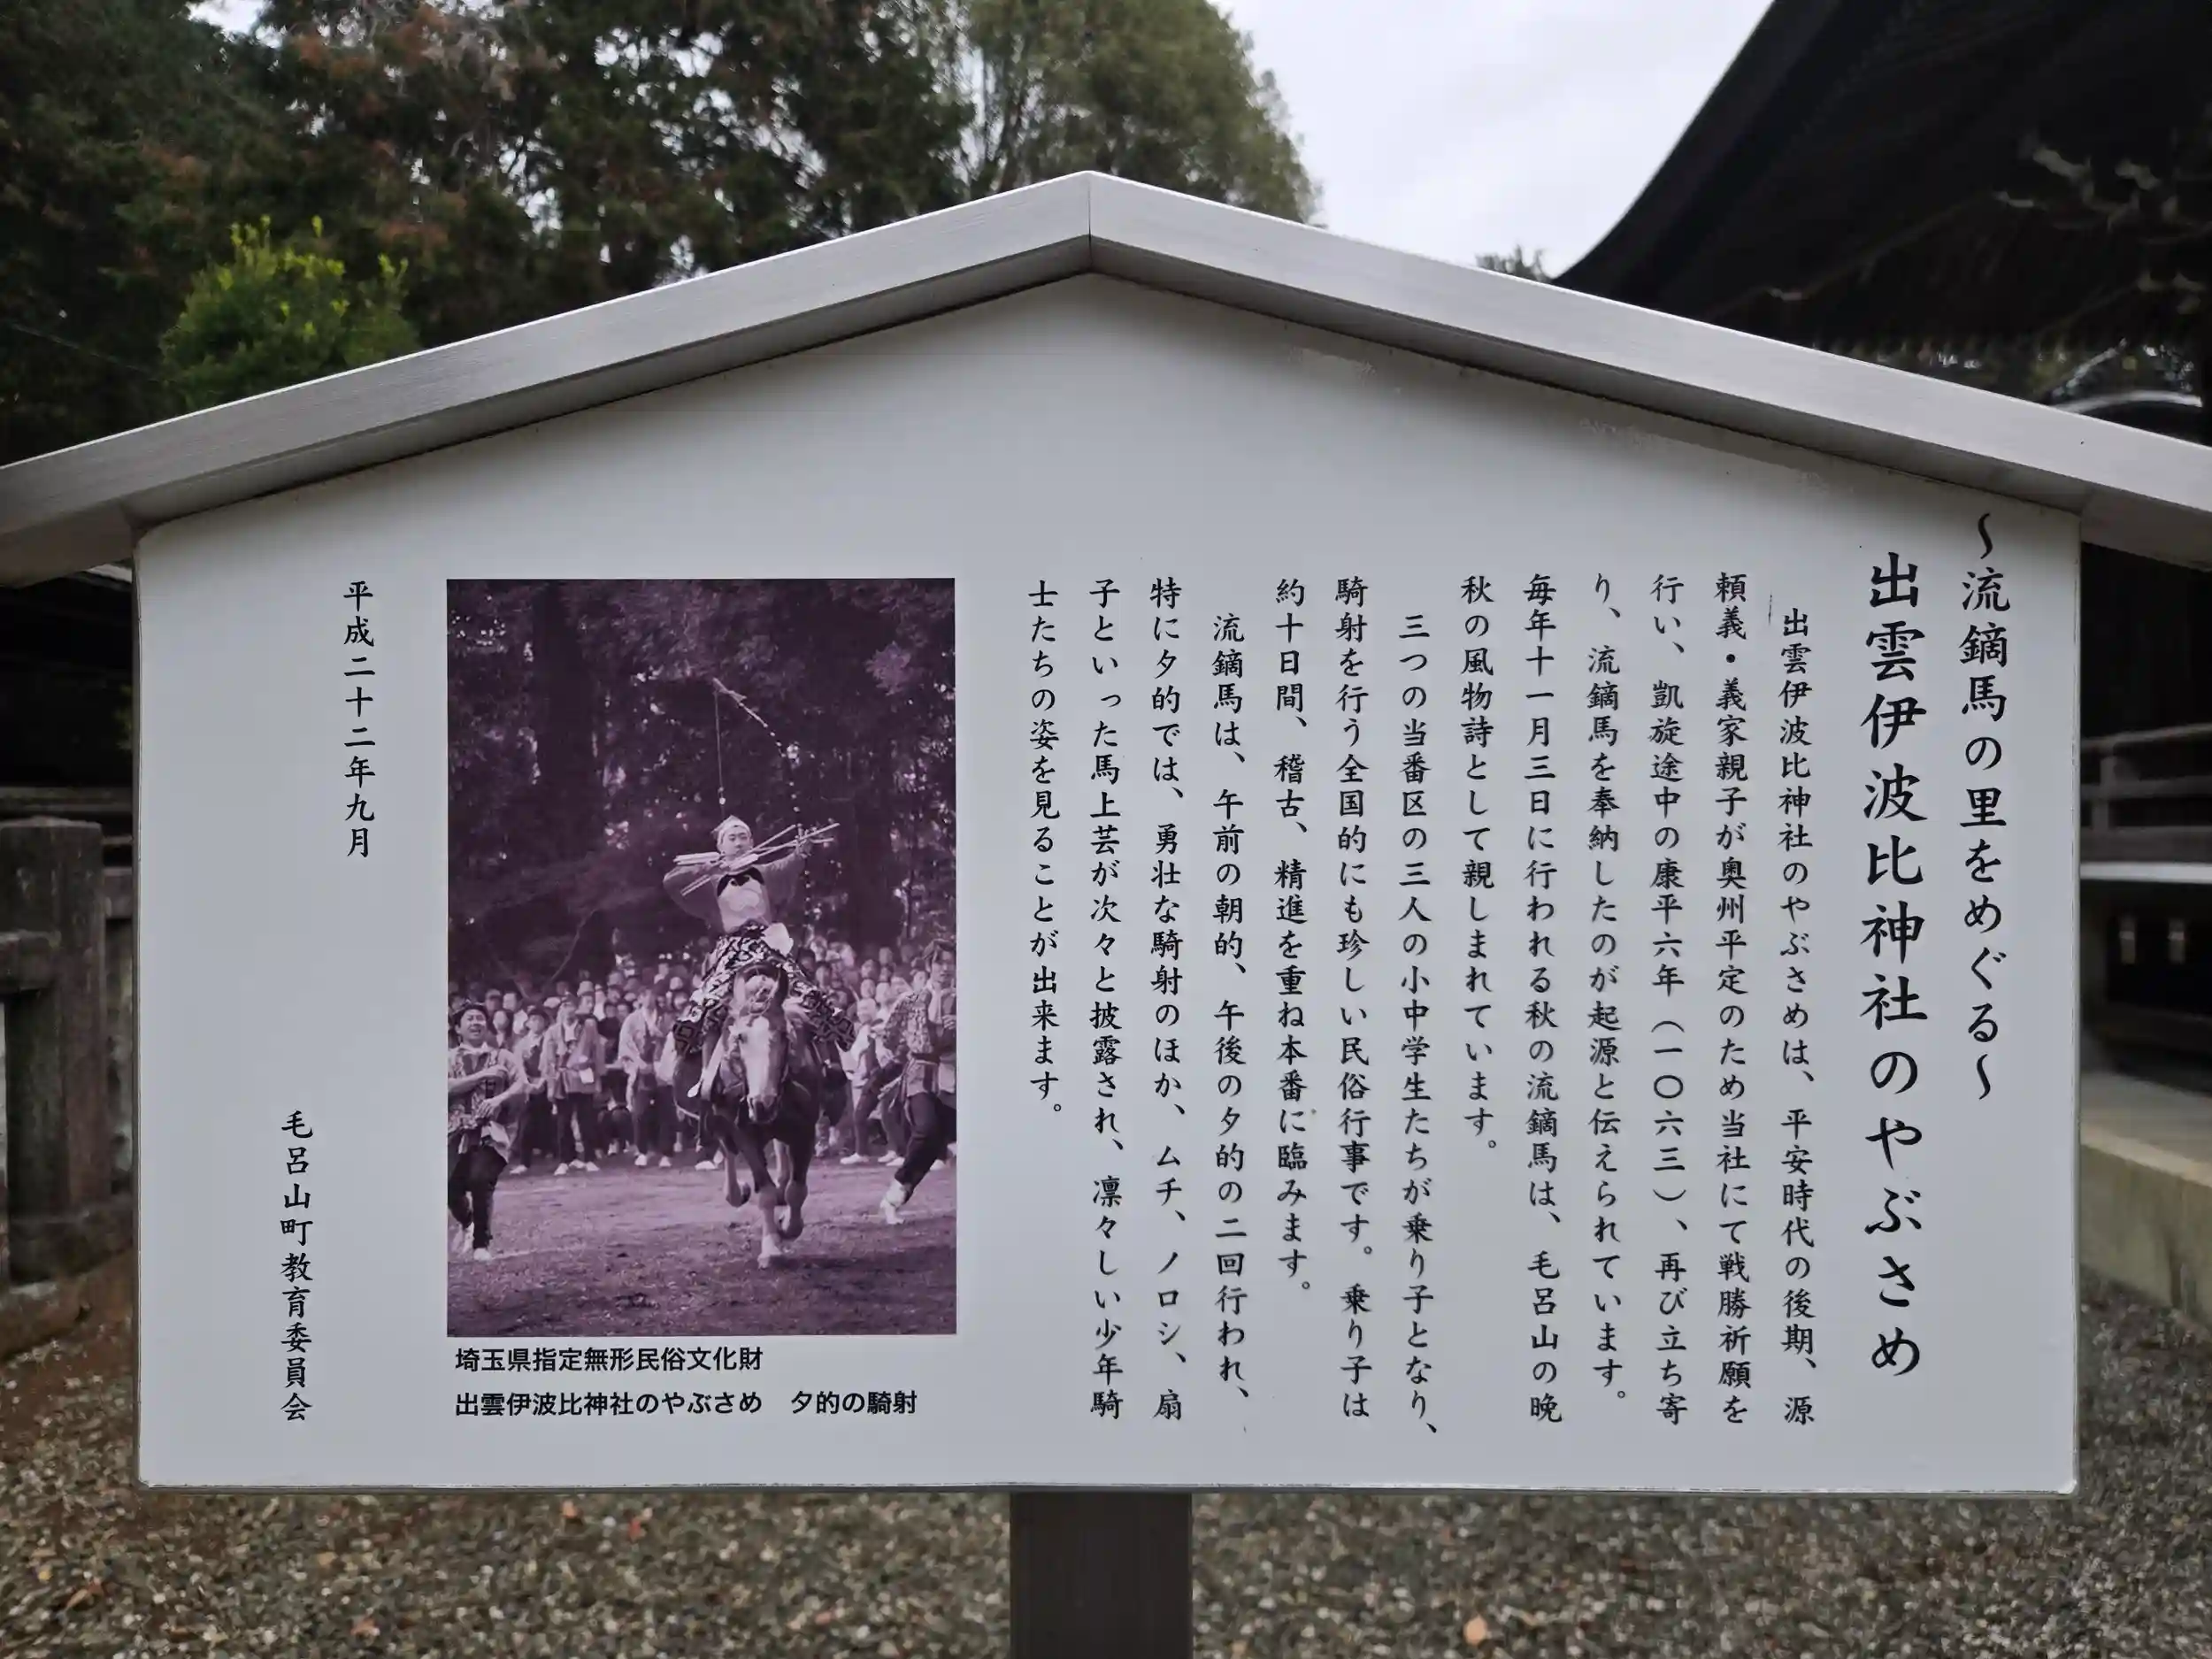 〜流鏑馬の里をめぐる〜
出雲伊波比神社のやぶさめ
出雲伊波比神社のやぶさめは、平安時代の後期、源
頼義・義家親子が奥州平定のため当社にて戦勝祈願を
行い、凱旋途中の康平六年（一〇六三）、再び立ち寄
り、流鏑馬を奉納したのが起源と伝えられています。
毎年十一月三日に行われる秋の流鏑馬は、毛呂山の晩
秋の風物詩として親しまれています。
三つの当番区の三人の小中学生たちが乗り子となり、
騎射を行う全国的にも珍しい民俗行事です。乗り子は
約十日間、稽古、精進を重ね本番に臨みます。
流鏑馬は、午前の朝的、午後の夕的の二回行われ、
特に夕的では、勇壮な騎射のほか、ムチ、ノロシ、扇
子といった馬上芸が次々と披露され、凛々しい少年騎
士たちの姿を見ることが出来ます。
埼玉県指定無形民俗文化財
出雲伊波比神社のやぶさめ　夕的の騎射
平成二十二年九月
毛呂山町教育委員会